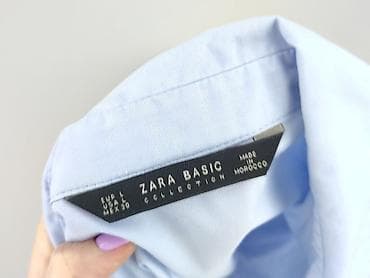 EUR L
USA L
MEX 30
ZARA BASIC
COLLECTION
MADE
IN
MOROCCO